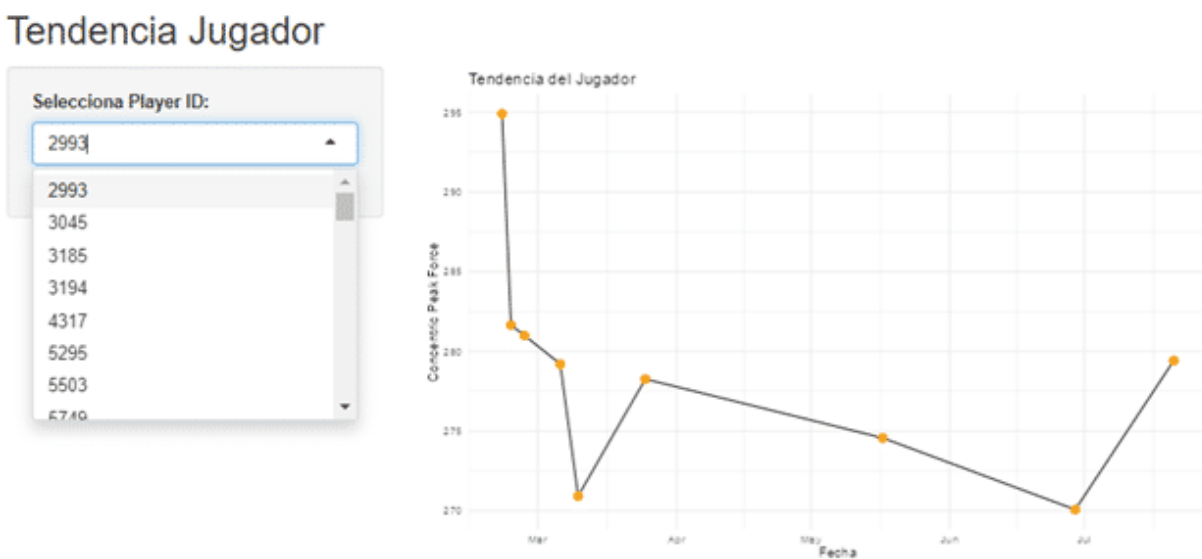 Tendencia Jugador
Selecciona Player ID:
2993
2993
3045
3185
3194
4317
5295
5503
5749
Tendencia del Jugador
Concentric Peak Force
295
290
285
280
275
270
Mar
Apr
May
Jun
Jul
Fecha